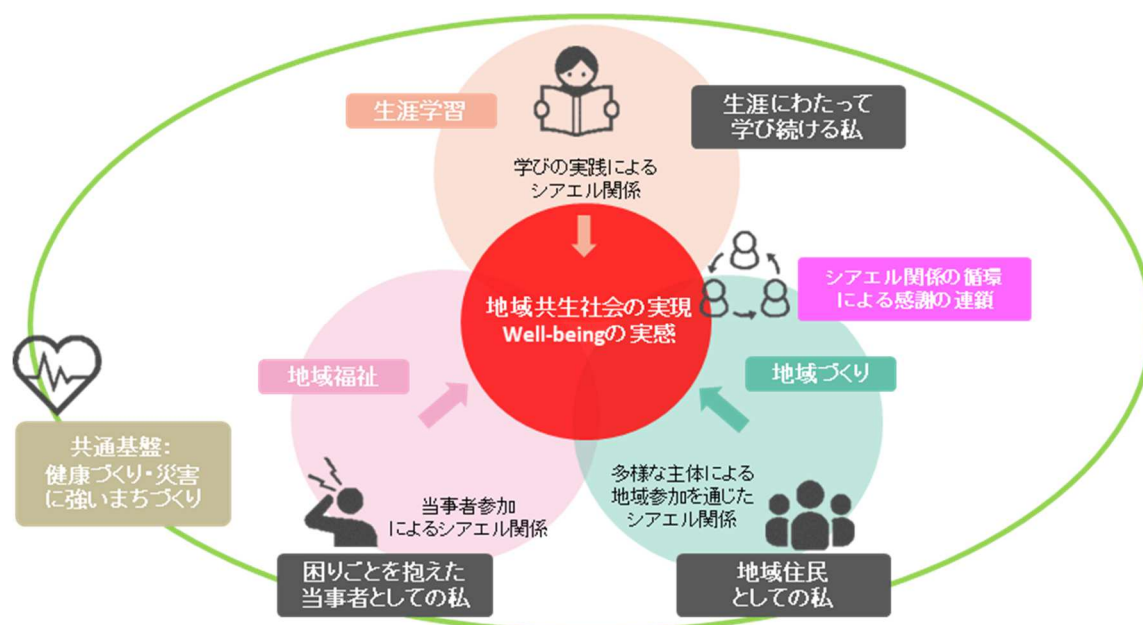 生涯学習
生涯にわたって
学び続ける私
学びの実践による
シアエル関係
シアエル関係の循環
による感謝の連鎖
地域共生社会の実現
Well-beingの実感
地域福祉
地域づくり
共通基盤:
健康づくり・災害
に強いまちづくり
当事者参加
によるシアエル関係
多様な主体による
地域参加を通じた
シアエル関係
困りごとを抱えた
当事者としての私
地域住民
としての私